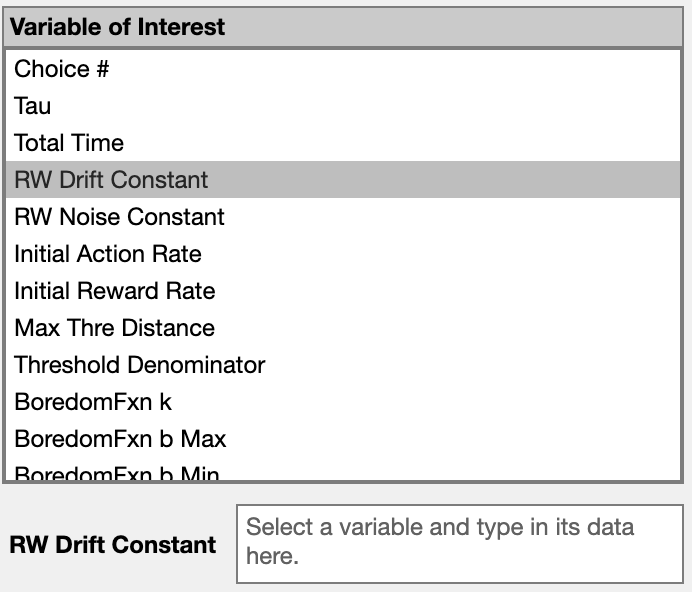 Variable of Interest
Choice #
Tau
Total Time
RW Drift Constant
RW Noise Constant
Initial Action Rate
Initial Reward Rate
Max Thre Distance
Threshold Denominator
BoredomFxn k
BoredomFxn b Max
BoredomFxn b Min
RW Drift Constant
Select a variable and type in its data
here.